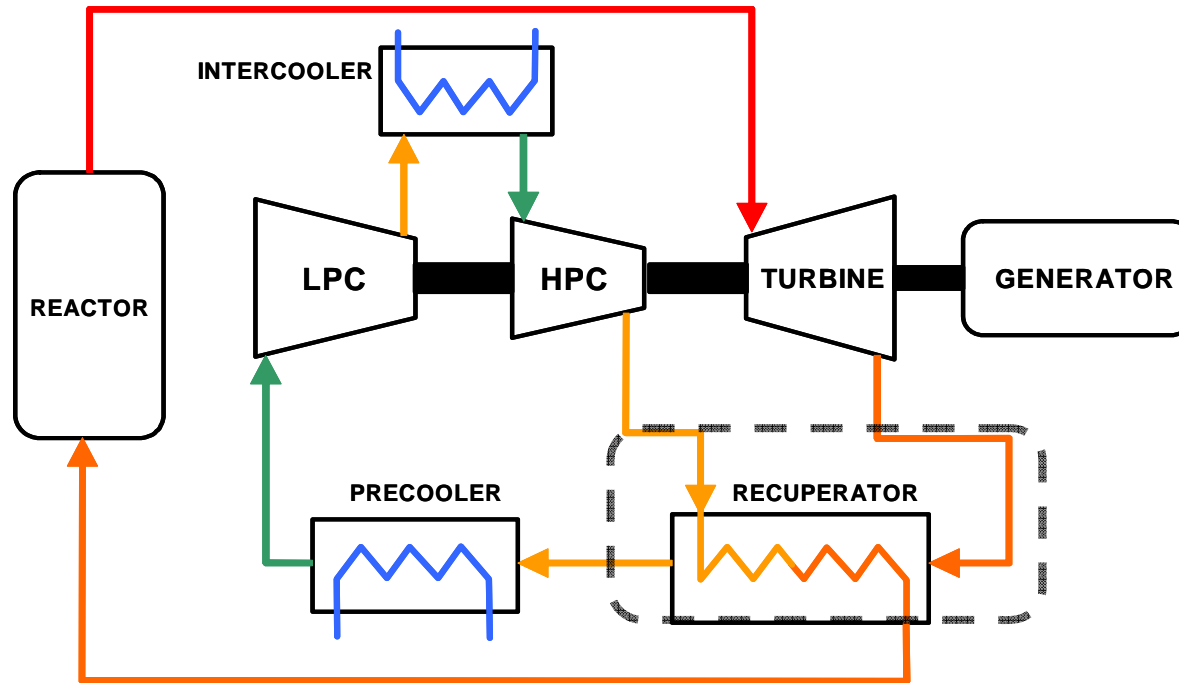 INTERCOOLER
REACTOR
LPC
HPC
TURBINE
GENERATOR
PRECOOLER
RECUPERATOR